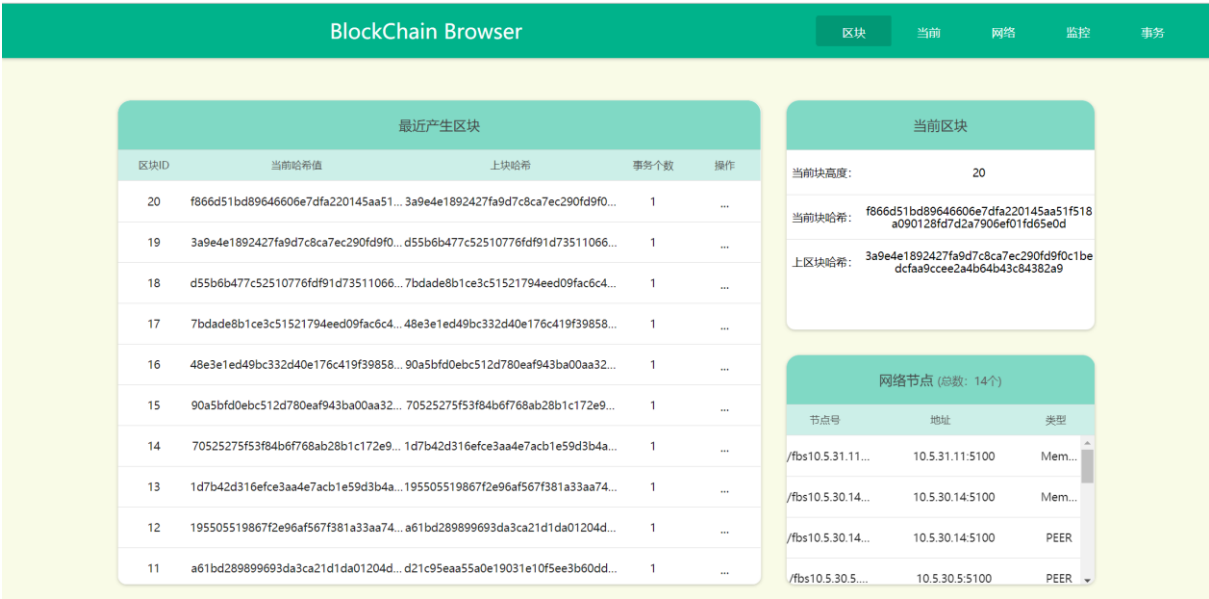 BlockChain Browser 区块 当前 网络 监控 事务
最近产生区块
区块ID 当前哈希值 上块哈希 事务个数 操作
20 f866d51bd89646606e7dfa220145aa51... 3a9e4e1892427fa9d7c8ca7ec290fd9f0... 1 ...
19 3a9e4e1892427fa9d7c8ca7ec290fd9f0... d55b6b477c52510776fdf91d73511066... 1 ...
18 d55b6b477c52510776fdf91d73511066... 7bdade8b1ce3c51521794eed09fac6c4... 1 ...
17 7bdade8b1ce3c51521794eed09fac6c4... 48e3e1ed49bc332d40e176c419f39858... 1 ...
16 48e3e1ed49bc332d40e176c419f39858... 90a5bfd0ebc512d780eaf943ba00aa32... 1 ...
15 90a5bfd0ebc512d780eaf943ba00aa32... 70525275f53f84b6f768ab28b1c172e9... 1 ...
14 70525275f53f84b6f768ab28b1c172e9... 1d7b42d316efce3aa4e7acb1e59d3b4a... 1 ...
13 1d7b42d316efce3aa4e7acb1e59d3b4a... 195505519867f2e96af567f381a33aa74... 1 ...
12 195505519867f2e96af567f381a33aa74... a61bd289899693da3ca21d1da01204d... 1 ...
11 a61bd289899693da3ca21d1da01204d... d21c95eaa55a0e19031e10f5ee3b60dd... 1 ...
当前区块
当前块高度: 20
当前块哈希: f866d51bd89646606e7dfa220145aa51f518
a090128fd7d2a7906ef01fd65e0d
上区块哈希: 3a9e4e1892427fa9d7c8ca7ec290fd9f0c1be
dcfaa9ccee2a4b64b43c84382a9
网络节点 (总数: 14个)
节点号 地址 类型
/fbs10.5.31.11... 10.5.31.11:5100 Mem...
/fbs10.5.30.14... 10.5.30.14:5100 Mem...
/fbs10.5.30.14... 10.5.30.14:5100 PEER
/fbs10.5.30.5.... 10.5.30.5:5100 PEER